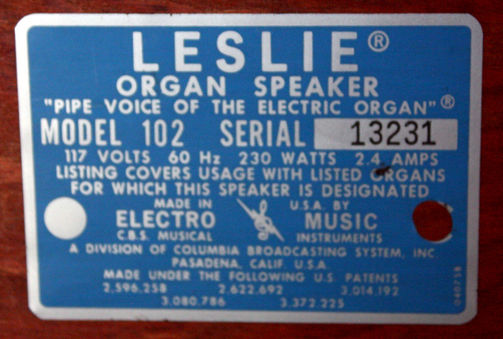 LESLIE®
ORGAN SPEAKER
"PIPE VOICE OF THE ELECTRIC ORGAN"®
MODEL 102 SERIAL 13231
117 VOLTS 60 Hz 230 WATTS 2.4 AMPS
LISTING COVERS USAGE WITH LISTED ORGANS
FOR WHICH THIS SPEAKER IS DESIGNATED
MADE IN U.S.A. BY
ELECTRO MUSIC
C.B.S. MUSICAL INSTRUMENTS
A DIVISION OF COLUMBIA BROADCASTING SYSTEM, INC.
PASADENA, CALIF. U.S.A.
MADE UNDER THE FOLLOWING U.S. PATENTS
2.596.258 2.622.692 3.014.192
3.080.786 3.372.225
040738